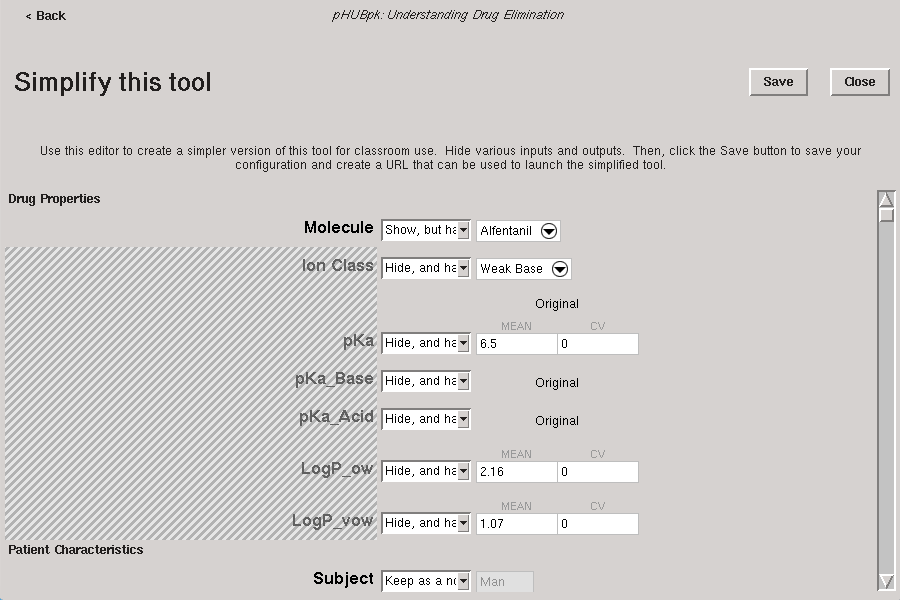 < Back
pHUBpk: Understanding Drug Elimination
Simplify this tool
Save
Close
Use this editor to create a simpler version of this tool for classroom use. Hide various inputs and outputs. Then, click the Save button to save your
configuration and create a URL that can be used to launch the simplified tool.
Drug Properties
Molecule Show, but ha Alfentanil
Ion Class Hide, and ha Weak Base
Original
MEAN CV
pKa Hide, and ha 6.5 0
pKa_Base Hide, and ha Original
pKa_Acid Hide, and ha Original
MEAN CV
LogP_ow Hide, and ha 2.16 0
MEAN CV
LogP_vow Hide, and ha 1.07 0
Patient Characteristics
Subject Keep as a no Man